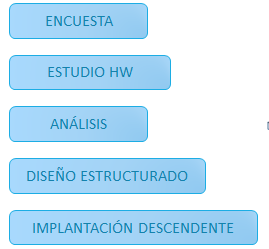 ENCUESTA
ESTUDIO HW
ANÁLISIS
DISEÑO ESTRUCTURADO
IMPLANTACIÓN DESCENDENTE